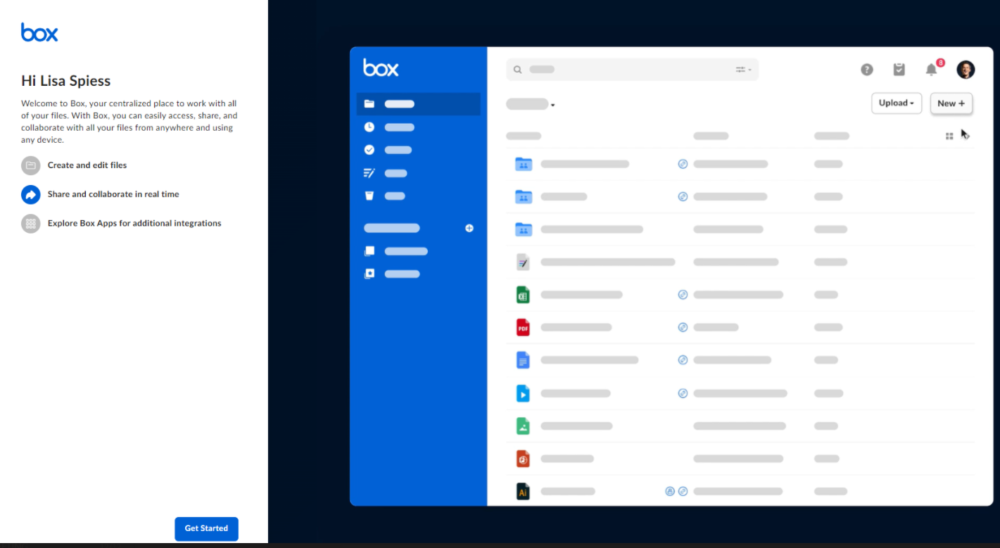 box
Hi Lisa Spiess
Welcome to Box, your centralized place to work with all
of your files. With Box, you can easily access, share, and
collaborate with all your files from anywhere and using
any device.
Create and edit files
Share and collaborate in real time
Explore Box Apps for additional integrations
Get Started
box
?
8
Upload
New +
PDF
Ai